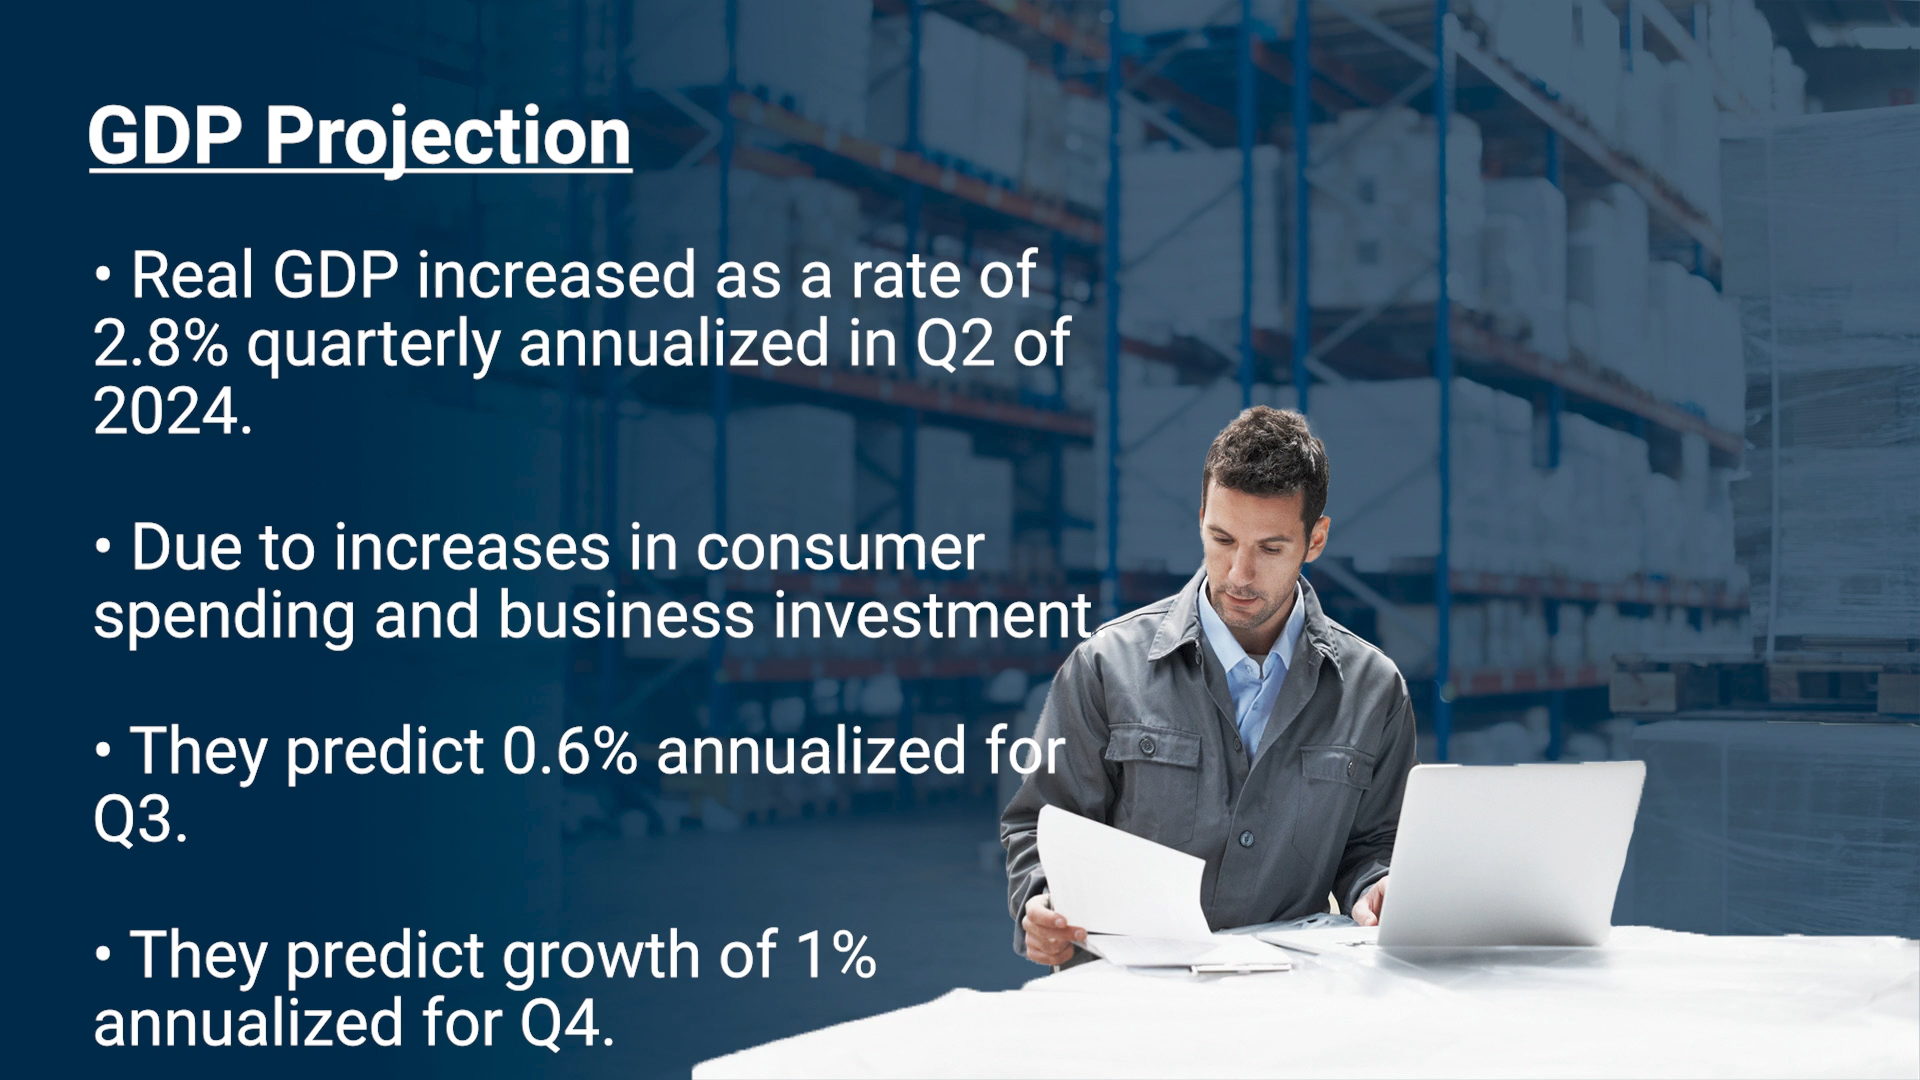 GDP Projection
• Real GDP increased as a rate of
2.8% quarterly annualized in Q2 of
2024.
• Due to increases in consumer
spending and business investment.
• They predict 0.6% annualized for
Q3.
• They predict growth of 1%
annualized for Q4.